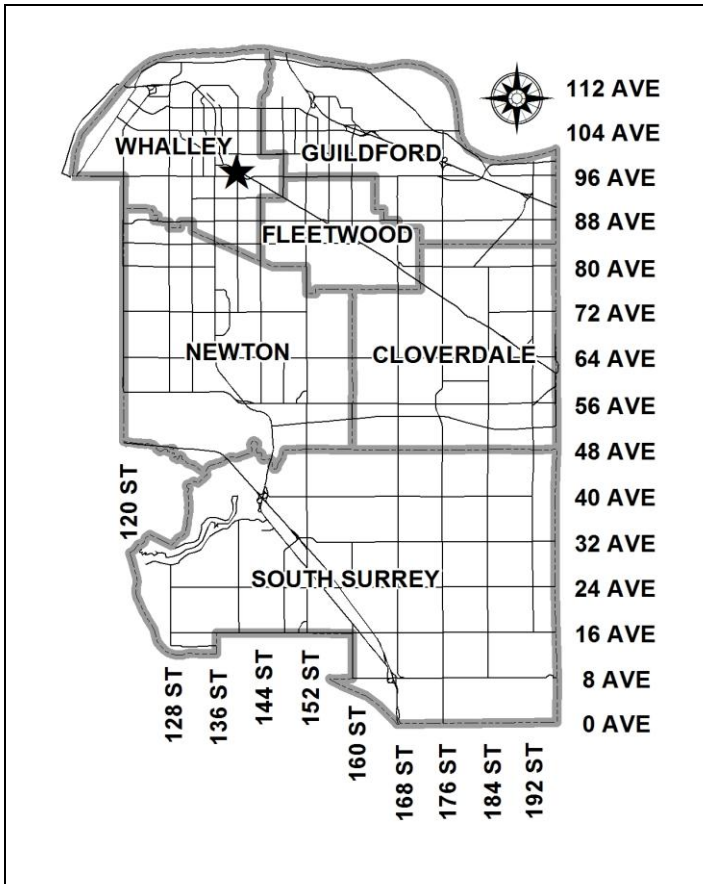 112 AVE
104 AVE
WHALLEY
GUILDFORD
96 AVE
88 AVE
FLEETWOOD
80 AVE
72 AVE
NEWTON
CLOVERDALE
64 AVE
56 AVE
48 AVE
120 ST
40 AVE
32 AVE
SOUTH SURREY
24 AVE
16 AVE
8 AVE
0 AVE
128 ST
136 ST
144 ST
152 ST
160 ST
168 ST
176 ST
184 ST
192 ST